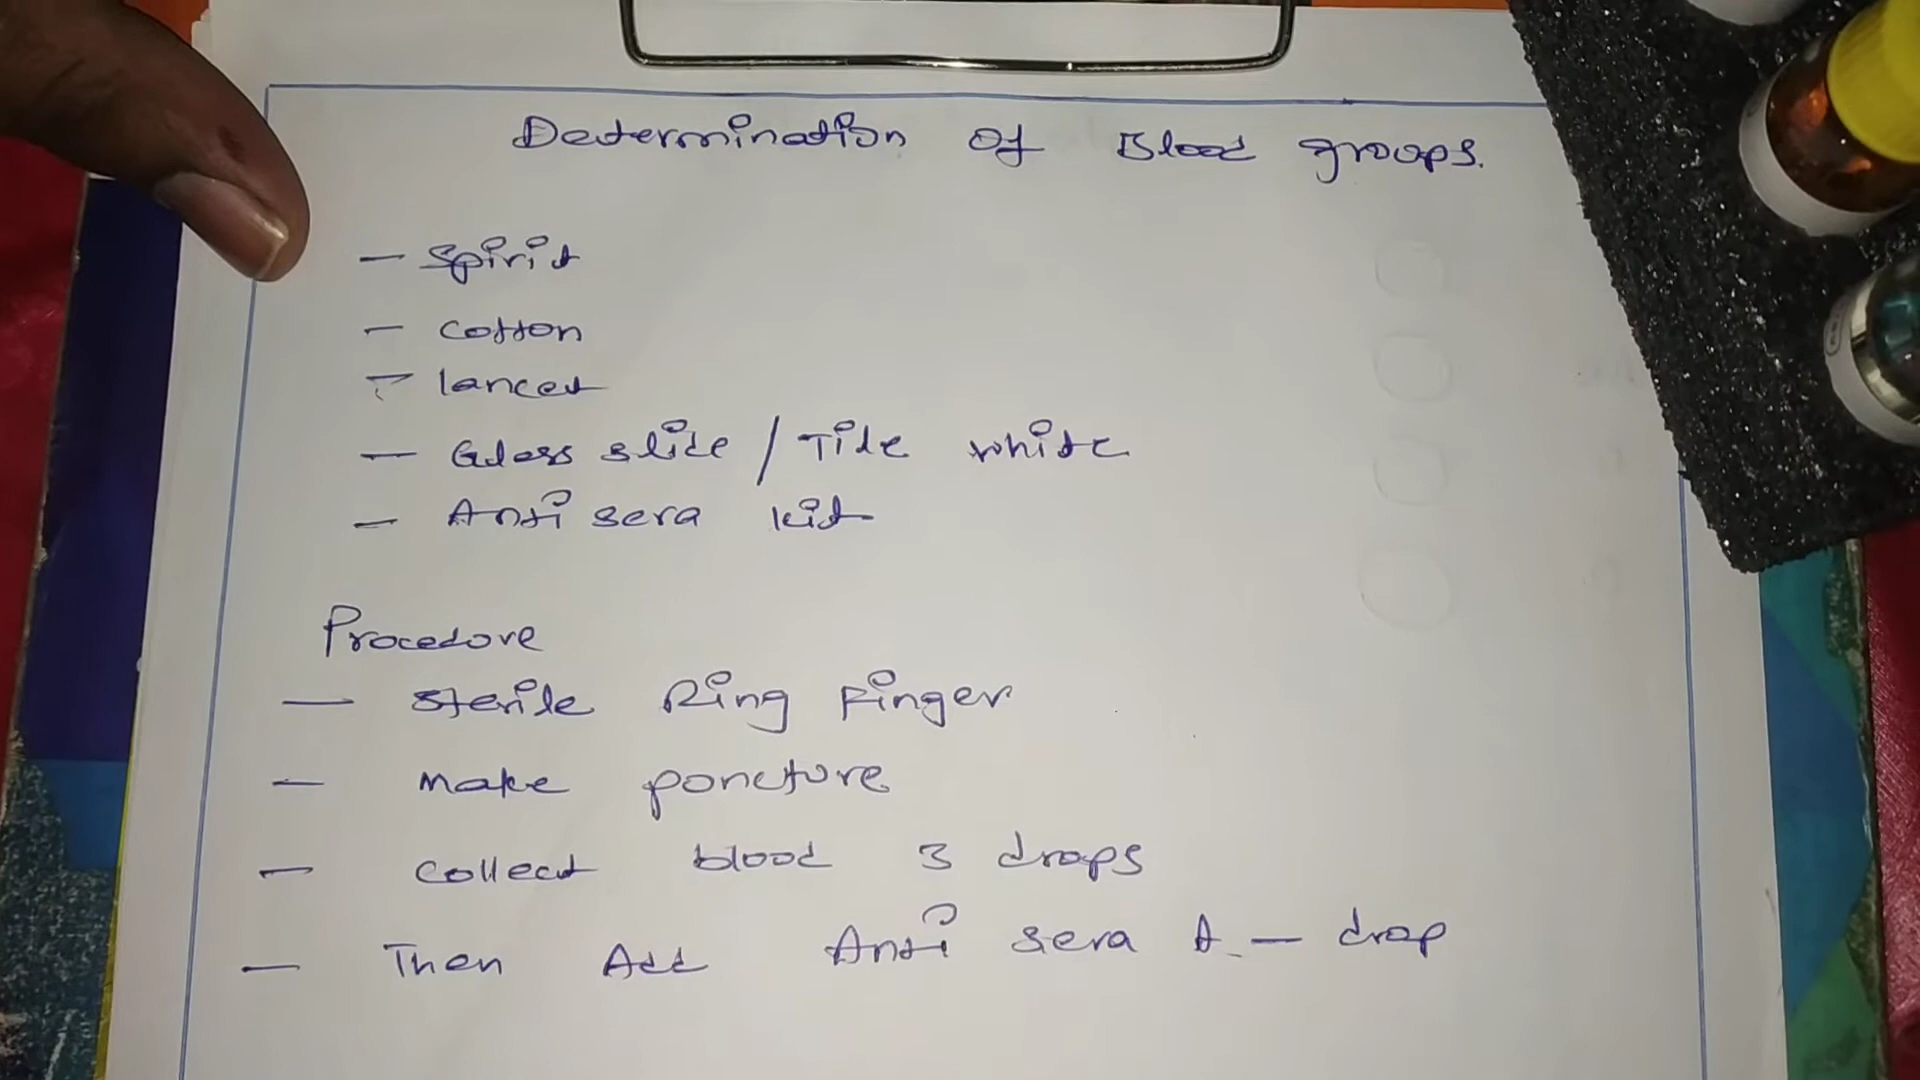 Determination Of Blood groups.
- Spirit
- cotton
- lancet
- Glass slide / Tile white
- Anti sera kit
Procedure
- Sterile Ring Finger
- make poncture
- collect blood 3 drops
- Then Add Anti sera A - drop